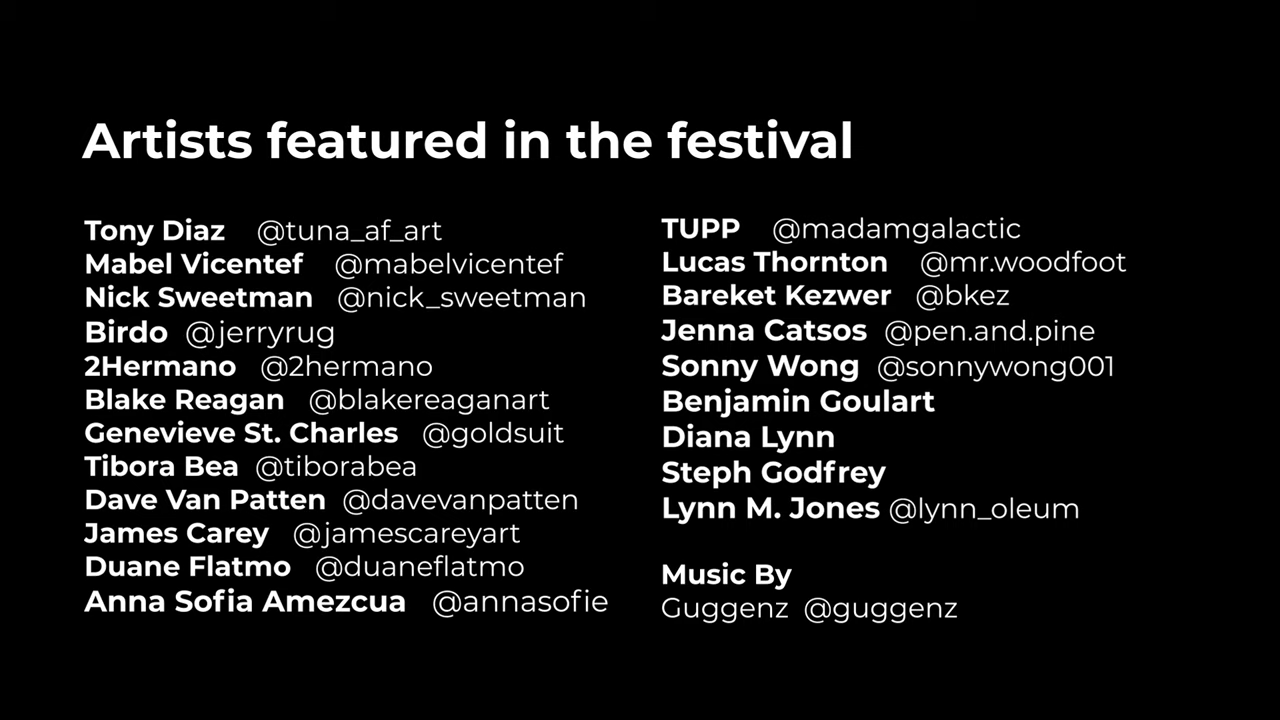 Artists featured in the festival
Tony Diaz @tuna_af_art
Mabel Vicentef @mabelvicentef
Nick Sweetman @nick_sweetman
Birdo @jerryrug
2Hermano @2hermano
Blake Reagan @blakereaganart
Genevieve St. Charles @goldsuit
Tibora Bea @tiborabea
Dave Van Patten @davevanpatten
James Carey @jamescareyart
Duane Flatmo @duaneflatmo
Anna Sofia Amezcua @annasofie
TUPP @madamgalactic
Lucas Thornton @mr.woodfoot
Bareket Kezwer @bkez
Jenna Catsos @pen.and.pine
Sonny Wong @sonnywong001
Benjamin Goulart
Diana Lynn
Steph Godfrey
Lynn M. Jones @lynn_oleum
Music By
Guggenz @guggenz